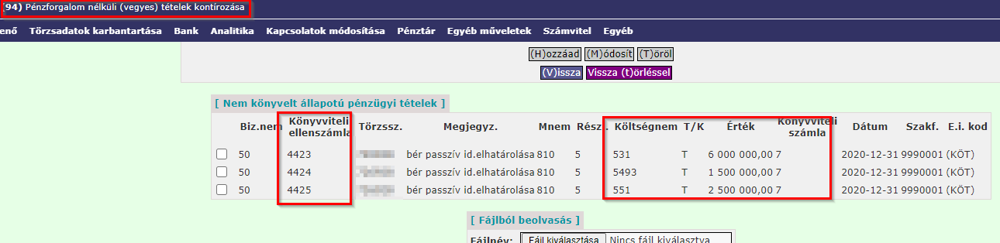 (94) Pénzforgalom nélküli (vegyes) tételek kontírozása
enő Törzsadatok karbantartása Bank Analitika Kapcsolatok módosítása Pénztár Egyéb műveletek Számvitel Egyéb
(H)ozzáad (M)ódosít (T)öröl
(V)issza Vissza (t)örléssel
[ Nem könyvelt állapotú pénzügyi tételek ]
Biz.nem Könyvviteli ellenszámla Törzssz. Megjegyz. Mnem Rész. Költségnem T/K Érték Könyvviteli számla Dátum Szakf. E.i. kod
50 4423 bér passzív id.elhatárolása 810 5 531 T 6 000 000,00 7 2020-12-31 9990001 (KÖT)
50 4424 bér passzív id.elhatárolása 810 5 5493 T 1 500 000,00 7 2020-12-31 9990001 (KÖT)
50 4425 bér passzív id.elhatárolása 810 5 551 T 2 500 000,00 7 2020-12-31 9990001 (KÖT)
[ Fájlból beolvasás ]
Fájlnév: Fájl kiválasztása Nincs fájl kiválasztva